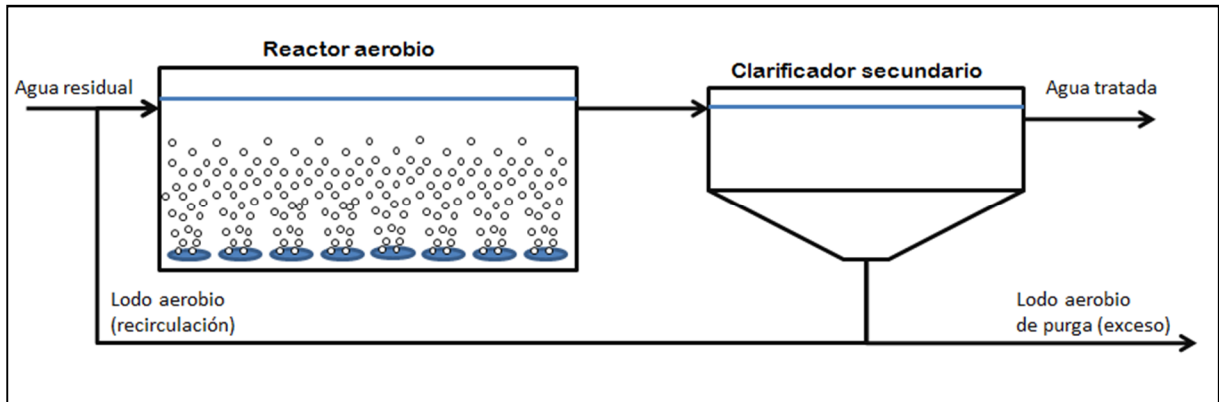 Reactor aerobio
Clarificador secundario
Agua residual
Agua tratada
Lodo aerobio
(recirculación)
Lodo aerobio
de purga (exceso)